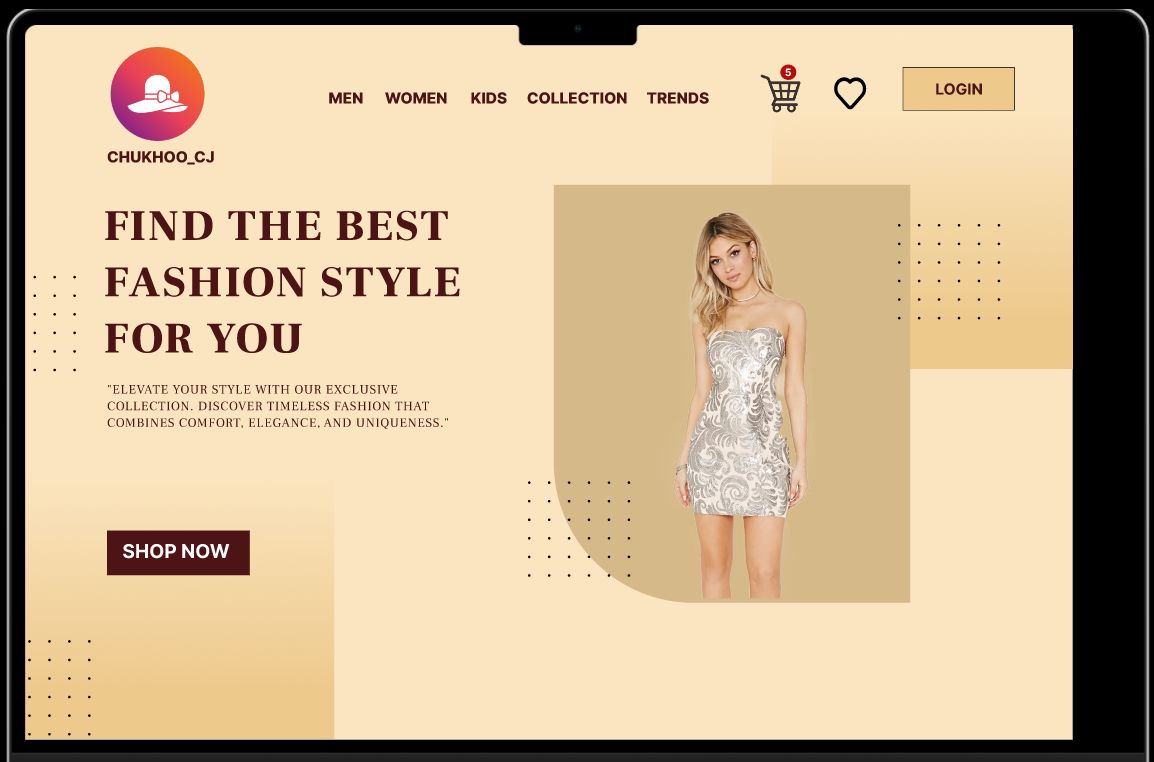 5
MEN WOMEN KIDS COLLECTION TRENDS
LOGIN
CHUKHOO_CJ
FIND THE BEST
FASHION STYLE
FOR YOU
"ELEVATE YOUR STYLE WITH OUR EXCLUSIVE
COLLECTION. DISCOVER TIMELESS FASHION THAT
COMBINES COMFORT, ELEGANCE, AND UNIQUENESS."
SHOP NOW